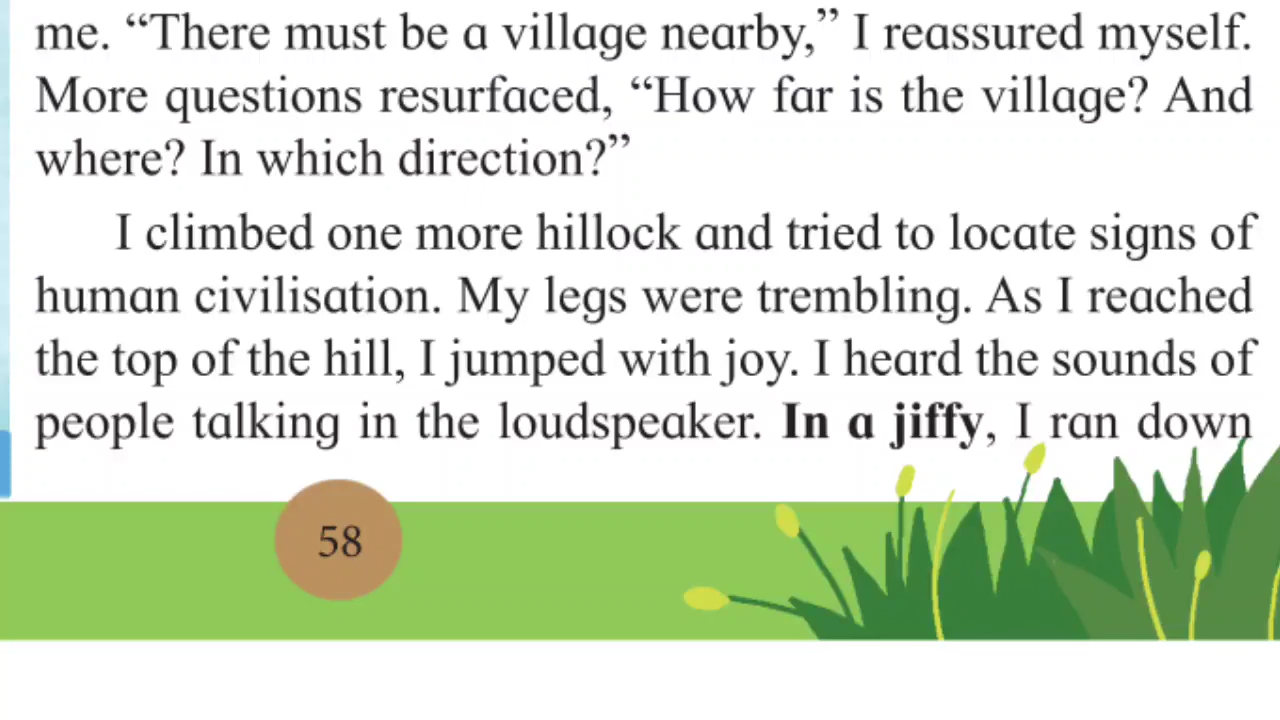 me. “There must be a village nearby,” I reassured myself.
More questions resurfaced, “How far is the village? And
where? In which direction?”
I climbed one more hillock and tried to locate signs of
human civilisation. My legs were trembling. As I reached
the top of the hill, I jumped with joy. I heard the sounds of
people talking in the loudspeaker. In a jiffy, I ran down
58